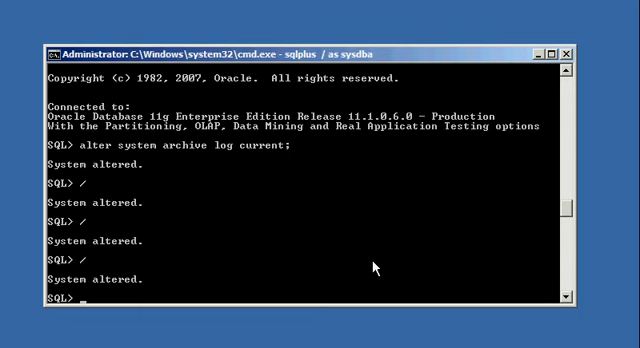 Administrator: C:\Windows\system32\cmd.exe - sqlplus / as sysdba
Copyright (c) 1982, 2007, Oracle.  All rights reserved.
Connected to:
Oracle Database 11g Enterprise Edition Release 11.1.0.6.0 - Production
With the Partitioning, OLAP, Data Mining and Real Application Testing options
SQL> alter system archive log current;
System altered.
SQL> /
System altered.
SQL> /
System altered.
SQL> /
System altered.
SQL> _